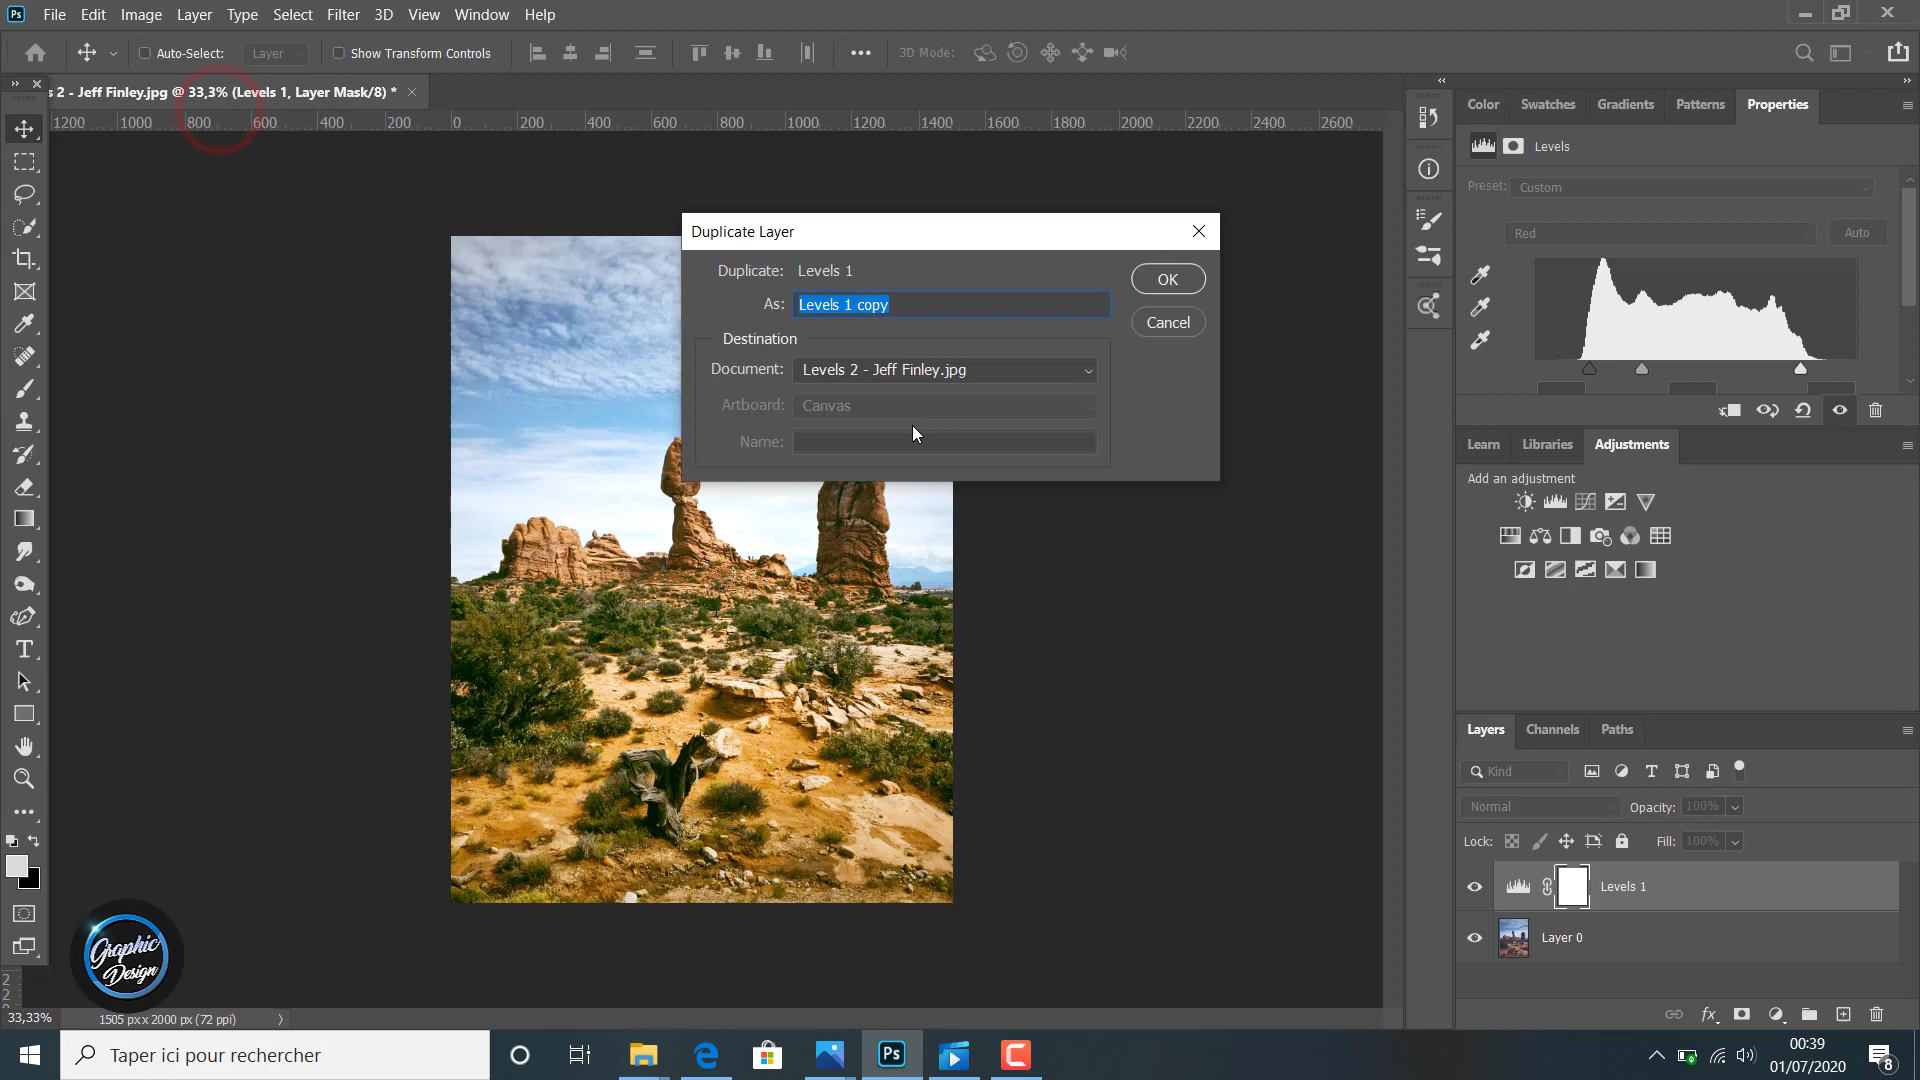 Ps File Edit Image Layer Type Select Filter 3D View Window Help
Auto-Select: Layer Show Transform Controls 3D Mode:
s 2 - Jeff Finley.jpg @ 33,3% (Levels 1, Layer Mask/8) *
1200 1000 800 600 400 200 0 200 400 600 800 1000 1200 1400 1600 1800 2000 2200 2400 2600
Color Swatches Gradients Patterns Properties
Levels
Preset: Custom
Red Auto
Duplicate Layer
Duplicate: Levels 1
OK
As: Levels 1 copy
Cancel
Destination
Document: Levels 2 - Jeff Finley.jpg
Artboard: Canvas
Name:
Learn Libraries Adjustments
Add an adjustment
Layers Channels Paths
Kind
Normal Opacity: 100%
Lock: Fill: 100%
Levels 1
Layer 0
Graphic
Design
33,33% 1505 px x 2000 px (72 ppi)
Taper ici pour rechercher
Ps
00:39
01/07/2020
8